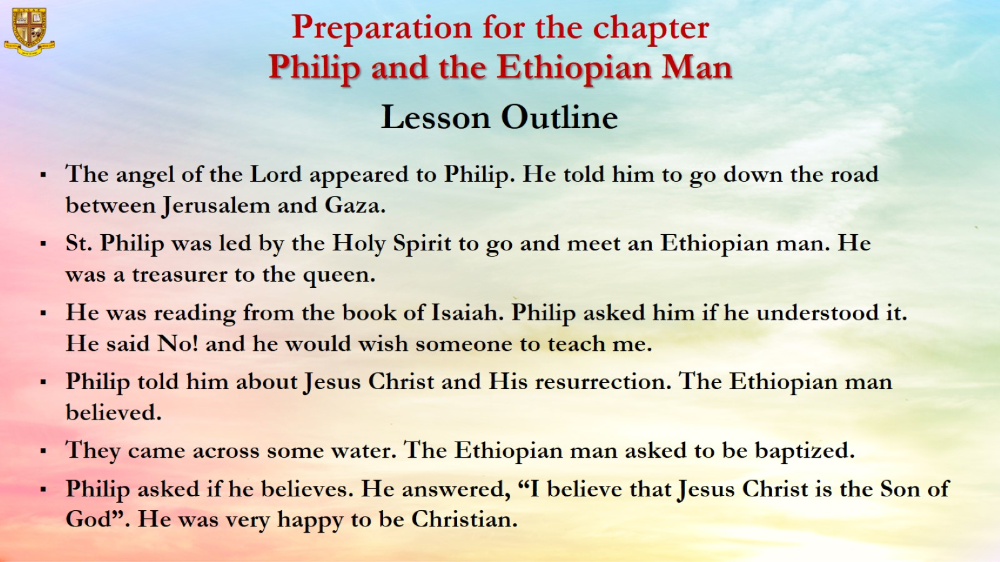 Preparation for the chapter
Philip and the Ethiopian Man
Lesson Outline
▪ The angel of the Lord appeared to Philip. He told him to go down the road
between Jerusalem and Gaza.
▪ St. Philip was led by the Holy Spirit to go and meet an Ethiopian man. He
was a treasurer to the queen.
▪ He was reading from the book of Isaiah. Philip asked him if he understood it.
He said No! and he would wish someone to teach me.
▪ Philip told him about Jesus Christ and His resurrection. The Ethiopian man
believed.
▪ They came across some water. The Ethiopian man asked to be baptized.
▪ Philip asked if he believes. He answered, “I believe that Jesus Christ is the Son of
God”. He was very happy to be Christian.